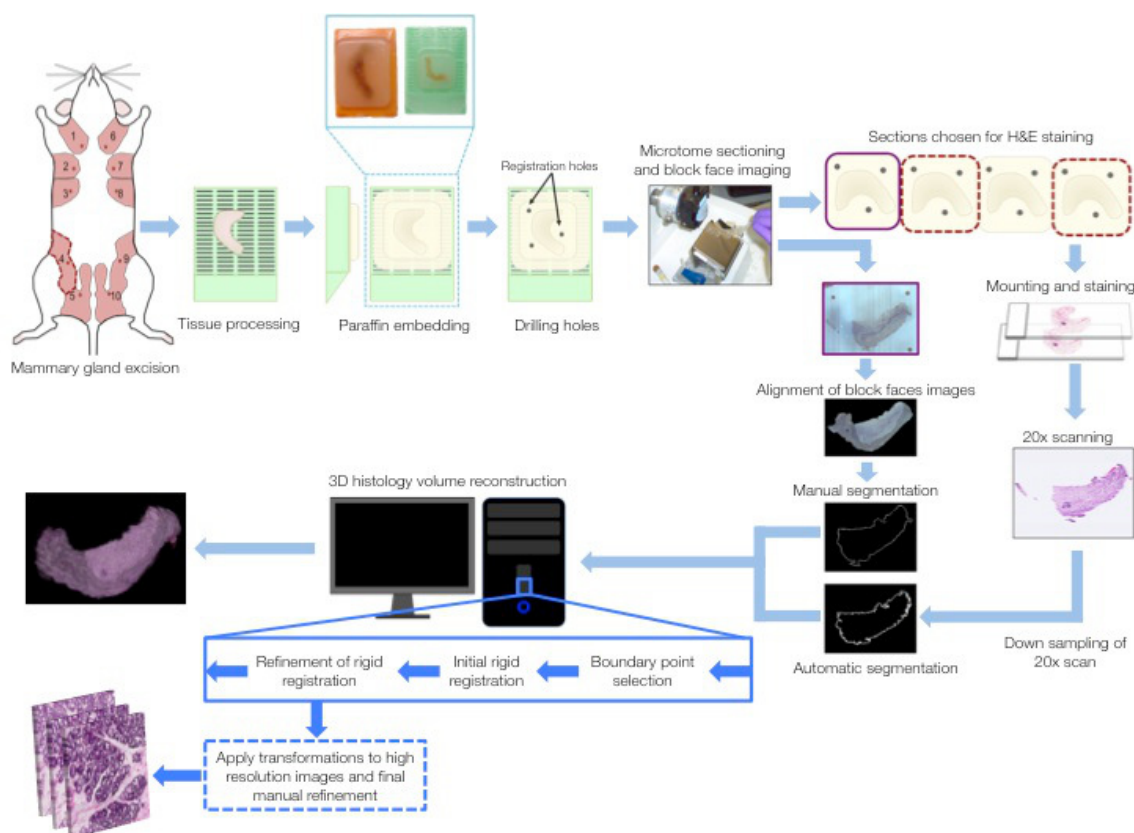 1
6
2
7
3
8
4
9
5
10
Mammary gland excision
Tissue processing
Paraffin embedding
Registration holes
Drilling holes
Microtome sectioning
and block face imaging
Sections chosen for H&E staining
Mounting and staining
Alignment of block faces images
20x scanning
Manual segmentation
Automatic segmentation
Down sampling of
20x scan
3D histology volume reconstruction
Refinement of rigid
registration
Initial rigid
registration
Boundary point
selection
Apply transformations to high
resolution images and final
manual refinement